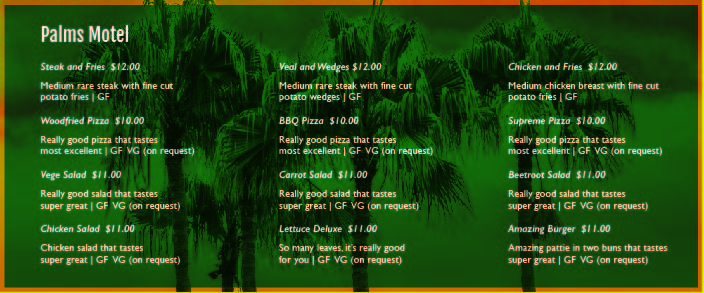 Palms Motel
Steak and Fries $12.00
Medium rare steak with fine cut
potato fries | GF
Woodfried Pizza $10.00
Really good pizza that tastes
most excellent | GF VG (on request)
Vege Salad $11.00
Really good salad that tastes
super great | GF VG (on request)
Chicken Salad $11.00
Chicken salad that tastes
super great | GF VG (on request)
Veal and Wedges $12.00
Medium rare steak with fine cut
potato wedges | GF
BBQ Pizza $10.00
Really good pizza that tastes
most excellent | GF VG (on request)
Carrot Salad $11.00
Really good salad that tastes
super great | GF VG (on request)
Lettuce Deluxe $11.00
So many leaves, it's really good
for you | GF VG (on request)
Chicken and Fries $12.00
Medium chicken breast with fine cut
potato fries | GF
Supreme Pizza $10.00
Really good pizza that tastes
most excellent | GF VG (on request)
Beetroot Salad $11.00
Really good salad that tastes
super great | GF VG (on request)
Amazing Burger $11.00
Amazing pattie in two buns that tastes
super great | GF VG (on request)